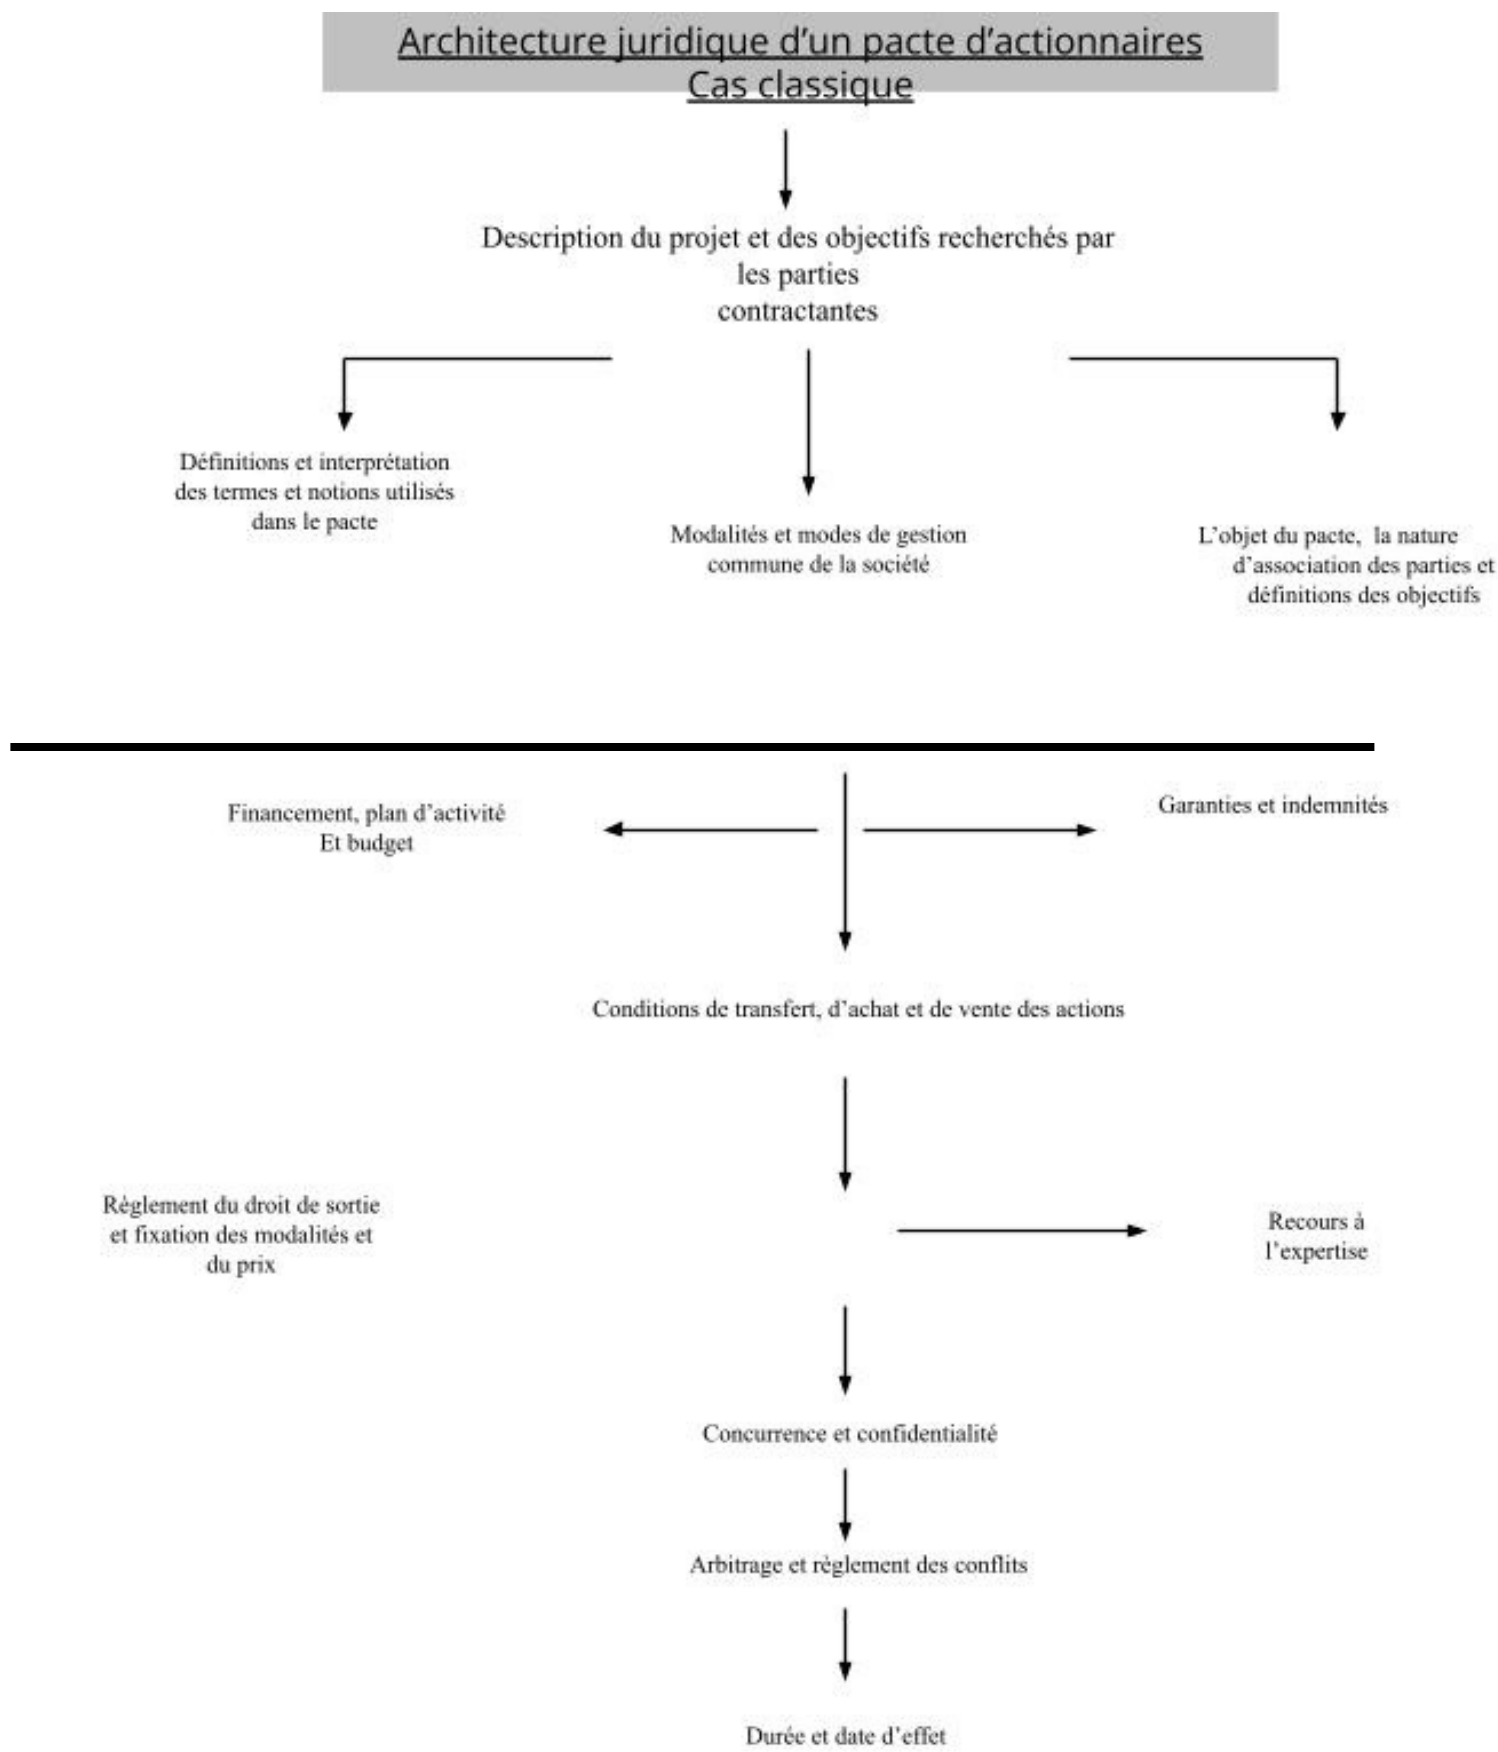 Architecture juridique d’un pacte d’actionnaires
Cas classique
Description du projet et des objectifs recherchés par
les parties
contractantes
Définitions et interprétation
des termes et notions utilisés
dans le pacte
Modalités et modes de gestion
commune de la société
L’objet du pacte, la nature
d’association des parties et
définitions des objectifs
Financement, plan d’activité
Et budget
Garanties et indemnités
Conditions de transfert, d’achat et de vente des actions
Règlement du droit de sortie
et fixation des modalités et
du prix
Recours à
l’expertise
Concurrence et confidentialité
Arbitrage et règlement des conflits
Durée et date d’effet